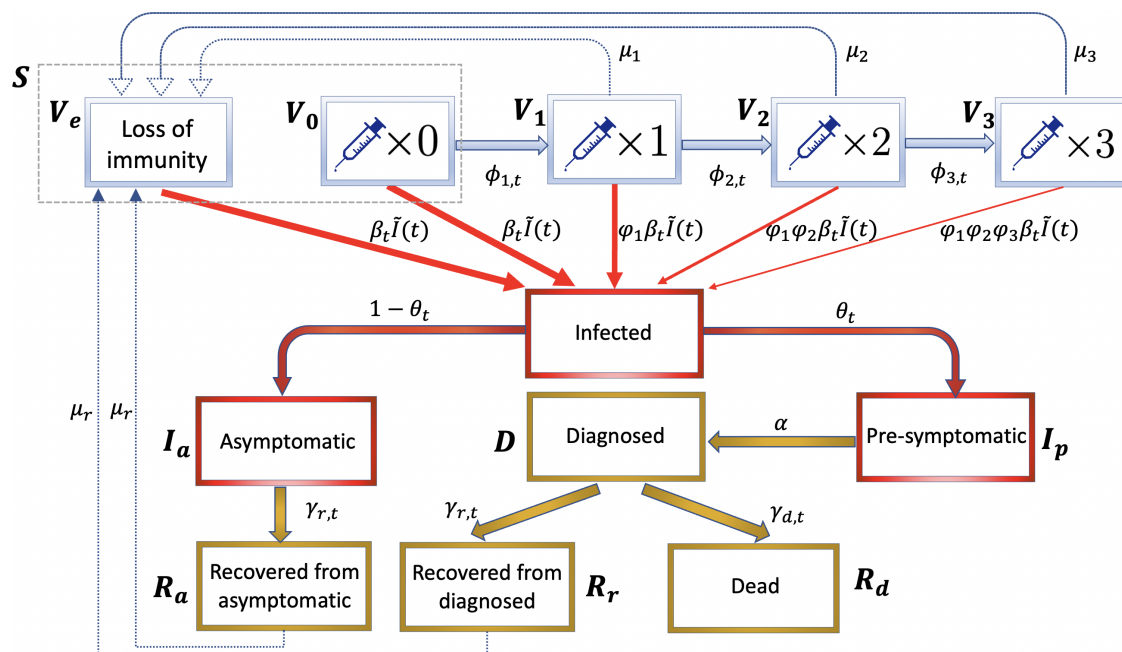 μ₁
μ₂
μ₃
S
Vₑ
Loss of
immunity
V₀
×0
ϕ₁,ₜ
V₁
×1
ϕ₂,ₜ
V₂
×2
ϕ₃,ₜ
V₃
×3
βₜĨ(t)
βₜĨ(t)
φ₁βₜĨ(t)
φ₁φ₂βₜĨ(t)
φ₁φ₂φ₃βₜĨ(t)
1 − θₜ
Infected
θₜ
μᵣ
μᵣ
Iₐ
Asymptomatic
D
Diagnosed
α
Pre-symptomatic
Iₚ
γᵣ,ₜ
γᵣ,ₜ
γ_d,ₜ
Rₐ
Recovered from
asymptomatic
Recovered from
diagnosed
Rᵣ
Dead
R_d